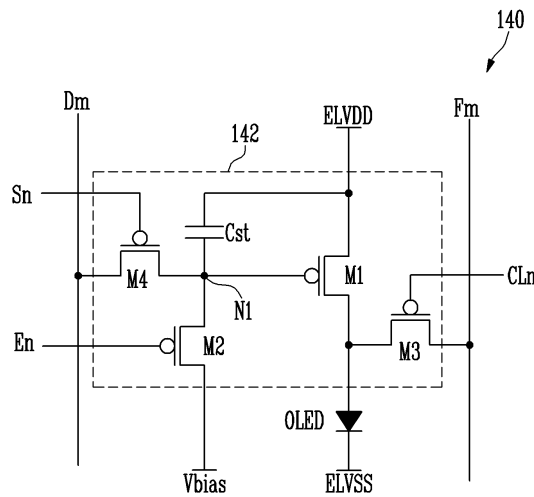 140
Dm
ELVDD
Fm
142
Sn
Cst
M4
M1
CLn
N1
En
M2
M3
OLED
Vbias
ELVSS